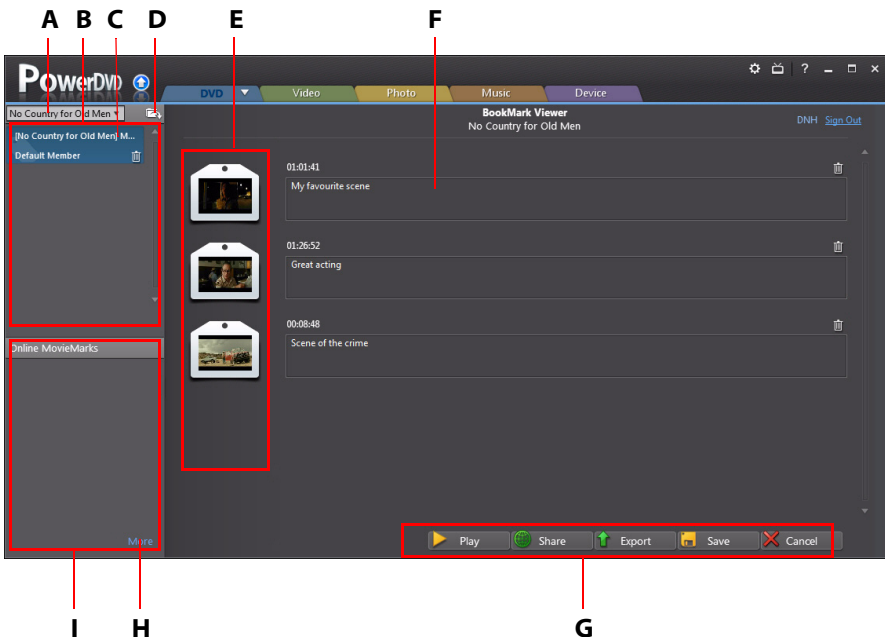 A B C D E F
PowerDVD
?
DVD Video Photo Music Device
No Country for Old Men
BookMark Viewer
No Country for Old Men
DNH Sign Out
[No Country for Old Men] M...
Default Member
01:01:41
My favourite scene
01:26:52
Great acting
00:08:48
Scene of the crime
Online MovieMarks
More
Play Share Export Save Cancel
I H G